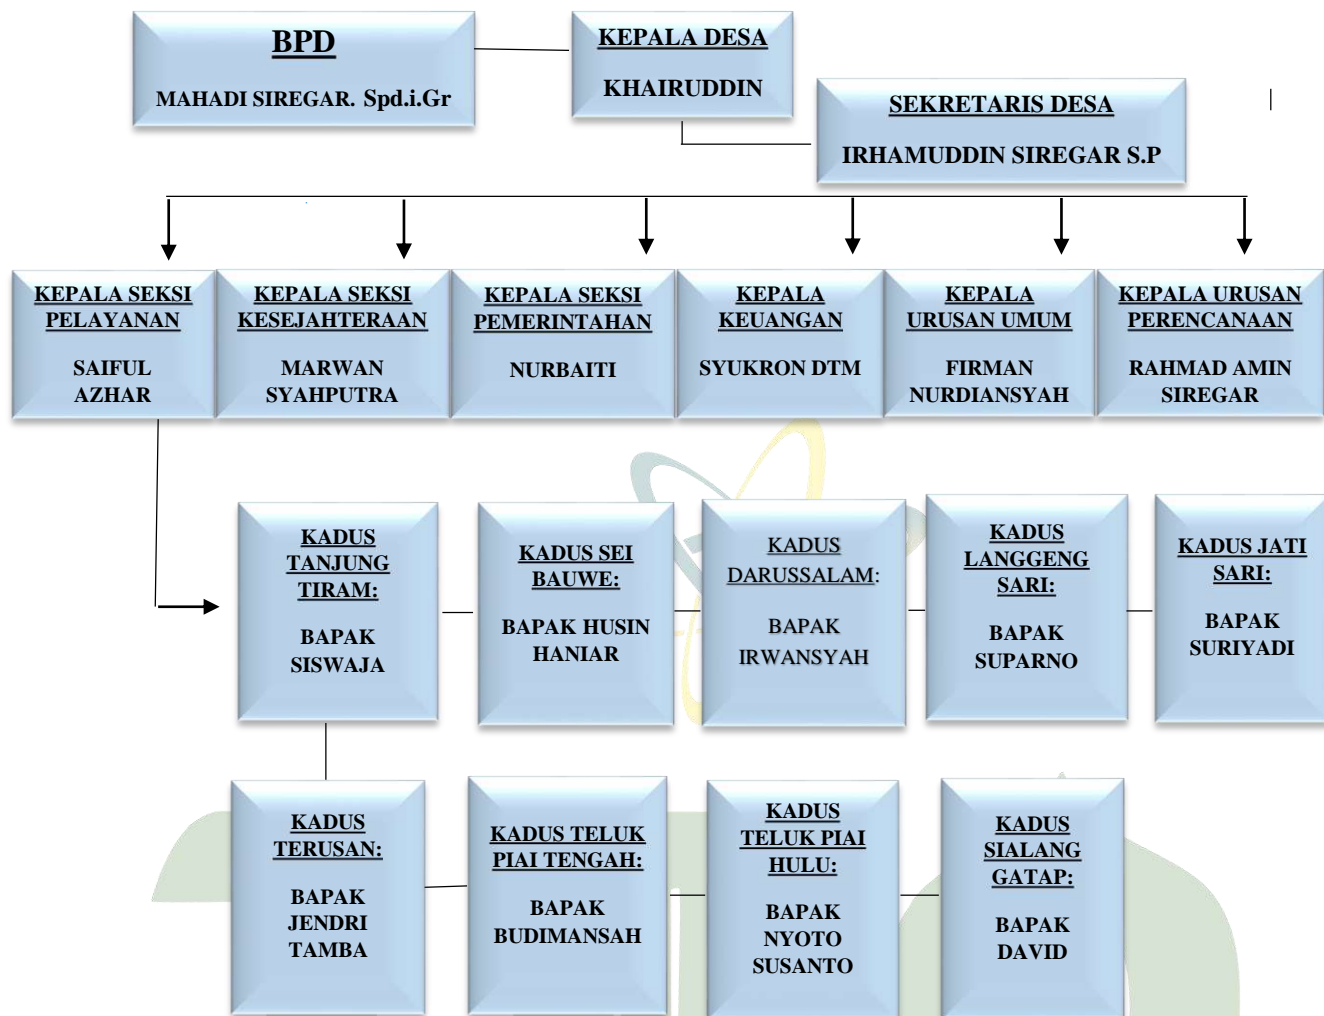 BPD
MAHADI SIREGAR. Spd.i.Gr
KEPALA DESA
KHAIRUDDIN
SEKRETARIS DESA
IRHAMUDDIN SIREGAR S.P
KEPALA SEKSI
PELAYANAN
SAIFUL
AZHAR
KEPALA SEKSI
KESEJAHTERAAN
MARWAN
SYAHPUTRA
KEPALA SEKSI
PEMERINTAHAN
NURBAITI
KEPALA
KEUANGAN
SYUKRON DTM
KEPALA
URUSAN UMUM
FIRMAN
NURDIANSYAH
KEPALA URUSAN
PERENCANAAN
RAHMAD AMIN
SIREGAR
KADUS
TANJUNG
TIRAM:
BAPAK
SISWAJA
KADUS SEI
BAUWE:
BAPAK HUSIN
HANIAR
KADUS
DARUSSALAM:
BAPAK
IRWANSYAH
KADUS
LANGGENG
SARI:
BAPAK
SUPARNO
KADUS JATI
SARI:
BAPAK
SURIYADI
KADUS
TERUSAN:
BAPAK
JENDRI
TAMBA
KADUS TELUK
PIAI TENGAH:
BAPAK
BUDIMANSAH
KADUS
TELUK PIAI
HULU:
BAPAK
NYOTO
SUSANTO
KADUS
SIALANG
GATAP:
BAPAK
DAVID